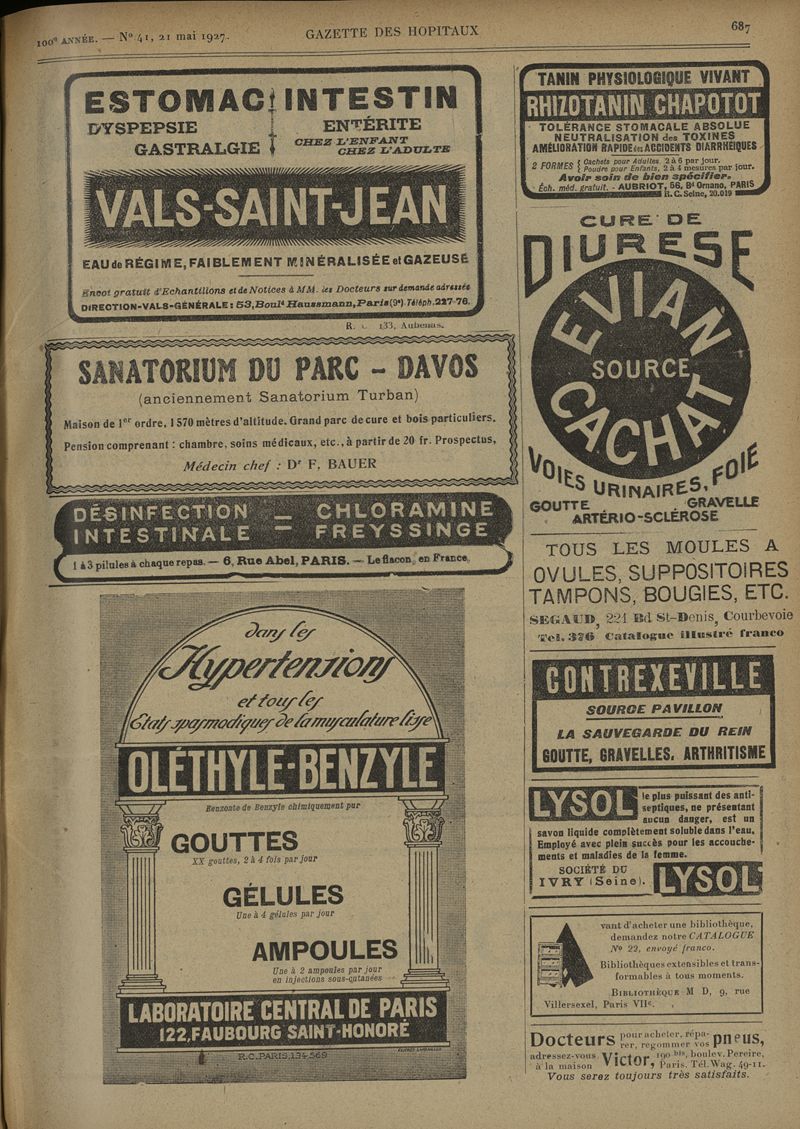 100e ANNÉE. — No 41, 21 mai 1927.
GAZETTE DES HOPITAUX
687
ESTOMAC INTESTIN
DYSPEPSIE
GASTRALGIE
ENTÉRITE
CHEZ L'ENFANT
CHEZ L'ADULTE
VALS-SAINT-JEAN
EAU de RÉGIME, FAIBLEMENT MINÉRALISÉE et GAZEUSE
Envoi gratuit d'Echantillons et de Notices à MM. les Docteurs sur demande adressée
DIRECTION-VALS-GÉNÉRALE : 53, Bould Haussmann, Paris (9e). Téléph. 227-76.
R. C. 133, Aubenas.
SANATORIUM DU PARC - DAVOS
(anciennement Sanatorium Turban)
Maison de 1er ordre, 1570 mètres d'altitude. Grand parc de cure et bois particuliers.
Pension comprenant : chambre, soins médicaux, etc., à partir de 20 fr. Prospectus,
Médecin chef : Dr F. BAUER
DÉSINFECTION — CHLORAMINE
INTESTINALE = FREYSSINGE
1 à 3 pilules à chaque repas. — 6, Rue Abel, PARIS. — Le flacon, en France,
dans les
Hypertensions
et tous les
États spasmodiques de la musculature lisse
OLÉTHYLE-BENZYLE
Benzoate de Benzyle chimiquement pur
GOUTTES
XX gouttes, 2 à 4 fois par jour
GÉLULES
Une à 4 gélules par jour
AMPOULES
Une à 2 ampoules par jour
en injections sous-cutanées
LABORATOIRE CENTRAL DE PARIS
122, FAUBOURG SAINT-HONORÉ
R.C. PARIS, 134.569
TANIN PHYSIOLOGIQUE VIVANT
RHIZOTANIN CHAPOTOT
TOLÉRANCE STOMACALE ABSOLUE
NEUTRALISATION des TOXINES
AMÉLIORATION RAPIDE des ACCIDENTS DIARRHÉIQUES
2 FORMES { Cachets pour Adultes, 2 à 6 par jour.
Poudre pour Enfants, 2 à 4 mesures par jour.
Avoir soin de bien spécifier.
Éch. méd. gratuit. - AUBRIOT, 56, Bd Ornano, PARIS
R. C. Seine, 20.019
CURE DE
DIURESE
EVIAN
SOURCE
CACHAT
VOIES URINAIRES, FOIE
GOUTTE GRAVELLE
ARTÉRIO-SCLÉROSE
TOUS LES MOULES A
OVULES, SUPPOSITOIRES
TAMPONS, BOUGIES, ETC.
SEGAUD, 221 Bd St-Denis, Courbevoie
Tel. 376 Catalogue illustré franco
CONTREXEVILLE
SOURCE PAVILLON
LA SAUVEGARDE DU REIN
GOUTTE, GRAVELLES, ARTHRITISME
LYSOL le plus puissant des anti-
septiques, ne présentant
aucun danger, est un
savon liquide complètement soluble dans l'eau,
Employé avec plein succès pour les accouche-
ments et maladies de la femme.
SOCIÉTÉ DU
IVRY (Seine). LYSOL
Avant d'acheter une bibliothèque,
demandez notre CATALOGUE
No 22, envoyé franco.
Bibliothèques extensibles et trans-
formables à tous moments.
BIBLIOTHÈQUE M D, 9, rue
Villersexel, Paris VIIe.
Docteurs pour acheter, répa-
rer, regommer vos pneus,
adressez-vous
à la maison Victor, 190 bis, boulev. Pereire,
Paris. Tél. Wag. 49-11.
Vous serez toujours très satisfaits.